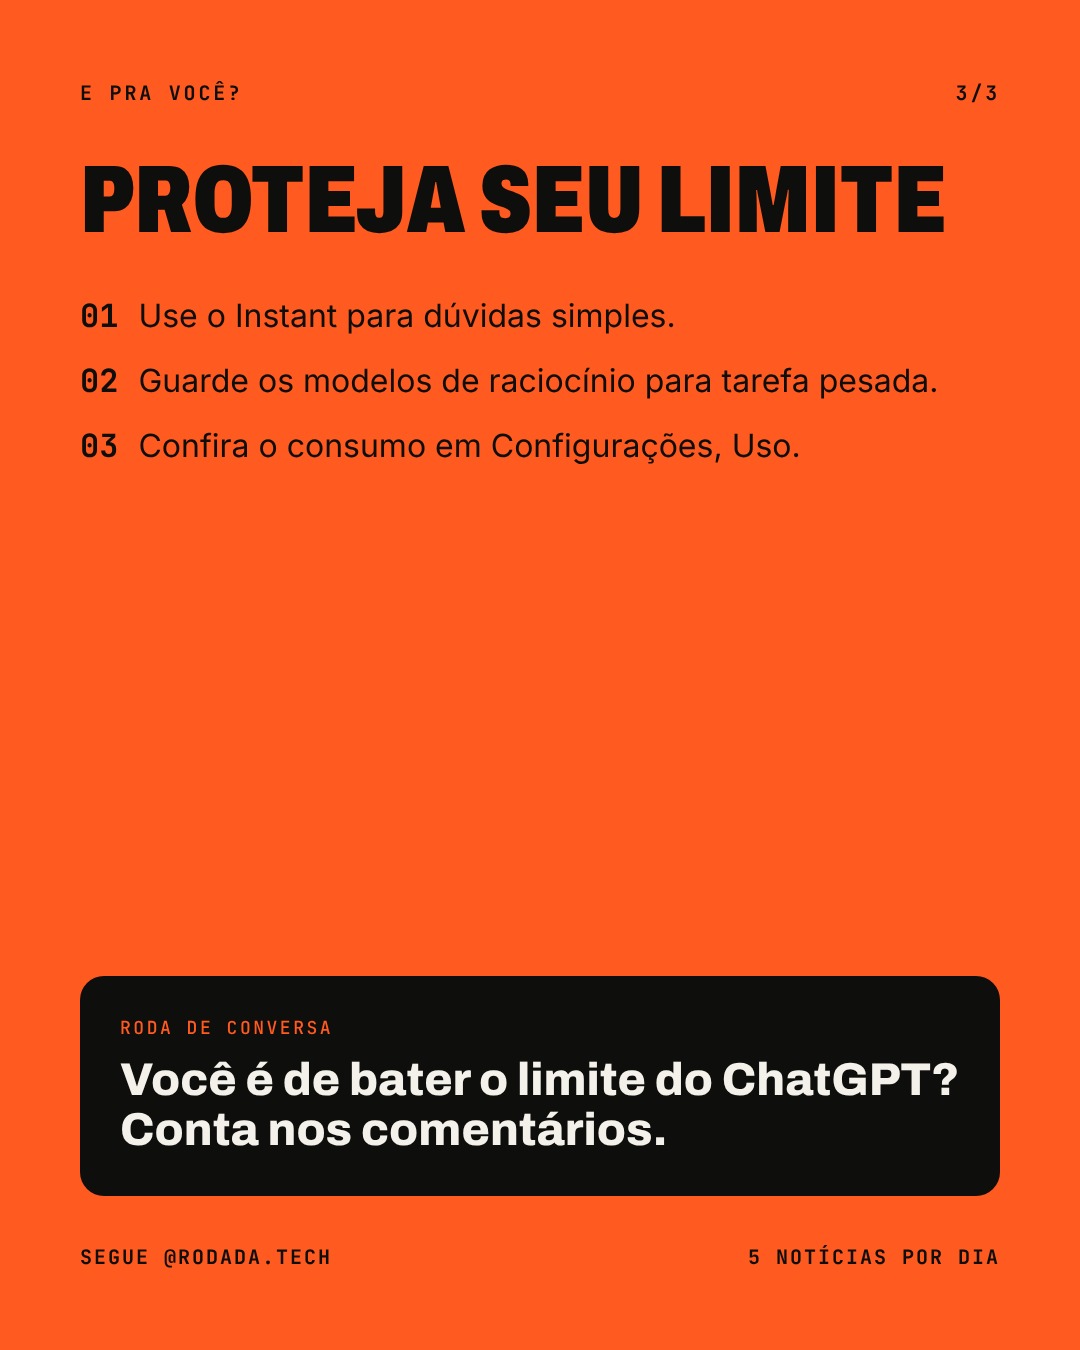 E PRA VOCÊ?
3/3
PROTEJA SEU LIMITE
01 Use o Instant para dúvidas simples.
02 Guarde os modelos de raciocínio para tarefa pesada.
03 Confira o consumo em Configurações, Uso.
RODA DE CONVERSA
Você é de bater o limite do ChatGPT?
Conta nos comentários.
SEGUE @RODADA.TECH
5 NOTÍCIAS POR DIA